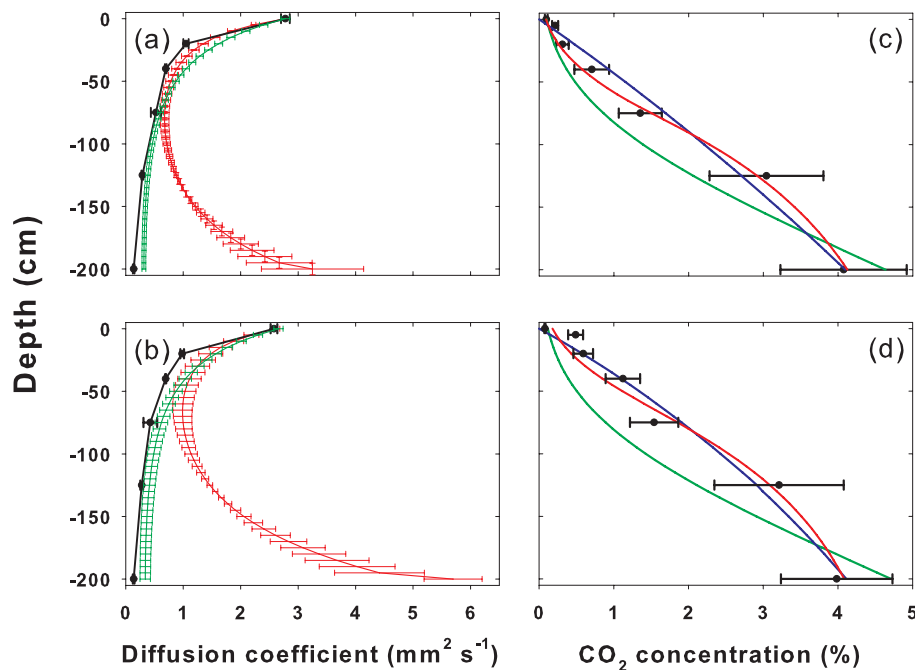 (a)
(c)
0
-50
-100
-150
-200
(b)
(d)
0
-50
-100
-150
-200
Depth (cm)
0 1 2 3 4 5 6
0 1 2 3 4 5
Diffusion coefficient (mm² s⁻¹)
CO₂ concentration (%)